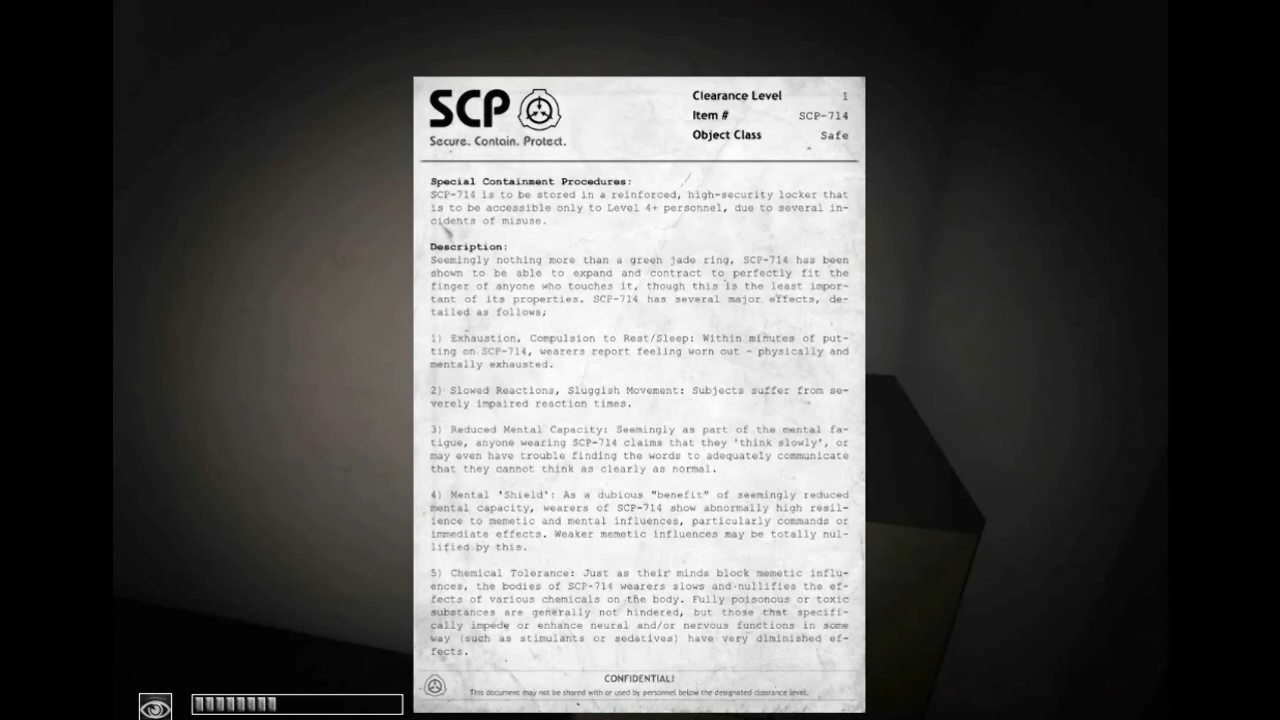 SCP
Secure. Contain. Protect.
Clearance Level 1
Item # SCP-714
Object Class Safe
Special Containment Procedures:
SCP-714 is to be stored in a reinforced, high-security locker that
is to be accessible only to Level 4+ personnel, due to several in-
cidents of misuse.
Description:
Seemingly nothing more than a green jade ring, SCP-714 has been
shown to be able to expand and contract to perfectly fit the
finger of anyone who touches it, though this is the least impor-
tant of its properties. SCP-714 has several major effects, de-
tailed as follows;
1) Exhaustion, Compulsion to Rest/Sleep: Within minutes of put-
ting on SCP-714, wearers report feeling worn out - physically and
mentally exhausted.
2) Slowed Reactions, Sluggish Movement: Subjects suffer from se-
verely impaired reaction times.
3) Reduced Mental Capacity: Seemingly as part of the mental fa-
tigue, anyone wearing SCP-714 claims that they 'think slowly', or
may even have trouble finding the words to adequately communicate
that they cannot think as clearly as normal.
4) Mental 'Shield': As a dubious "benefit" of seemingly reduced
mental capacity, wearers of SCP-714 show abnormally high resil-
ience to memetic and mental influences, particularly commands or
immediate effects. Weaker memetic influences may be totally nul-
lified by this.
5) Chemical Tolerance: Just as their minds block memetic influ-
ences, the bodies of SCP-714 wearers slows and nullifies the ef-
fects of various chemicals on the body. Fully poisonous or toxic
substances are generally not hindered, but those that specifi-
cally impede or enhance neural and/or nervous functions in some
way (such as stimulants or sedatives) have very diminished ef-
fects.
CONFIDENTIAL!
This document may not be shared with or used by personnel below the designated clearance level.